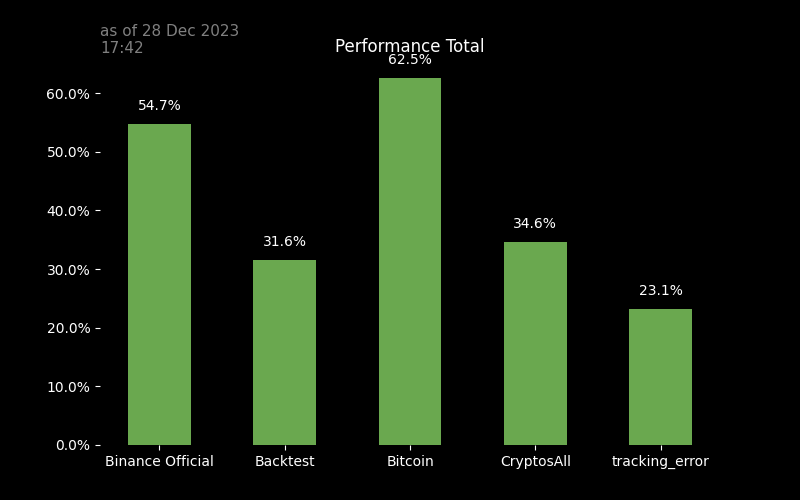 as of 28 Dec 2023
17:42
Performance Total
62.5%
60.0%
54.7%
50.0%
40.0%
34.6%
31.6%
30.0%
23.1%
20.0%
10.0%
0.0%
Binance Official
Backtest
Bitcoin
CryptosAll
tracking_error